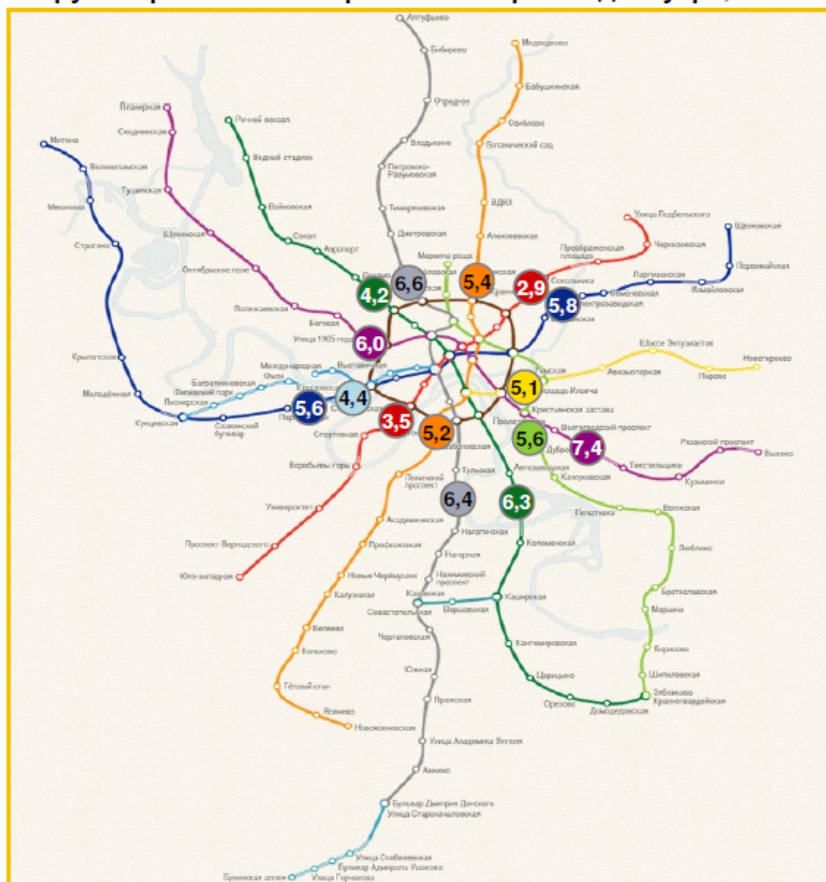 Алтуфьево
Бибирево
Медведково
Отрадное
Бабушкинская
Планерная
Сходненская
Речной вокзал
Свиблово
Владыкино
Ботанический сад
Митино
Волоколамская
Водный стадион
Петровско-
Разумовская
Мякинино
Тушинская
Войковская
Тимирязевская
ВДНХ
Улица Подбельского
Щёлковская
Строгино
Щукинская
Сокол
Дмитровская
Алексеевская
Преображенская
площадь
Черкизовская
Аэропорт
Марьина роща
Первомайская
Октябрьское поле
Сокольники
Партизанская
Измайловская
Семёновская
6,6
5,4
2,9
4,2
5,8
Полежаевская
Беговая
Улица 1905 года
6,0
Шоссе Энтузиастов
Новогиреево
Крылатское
Международная
Выставочная
Фили
Багратионовская
Филёвский парк
Пионерская
Авиамоторная
Перово
Молодёжная
4,4
5,1
Площадь Ильича
Кунцевская
Славянский
бульвар
5,6
3,5
Крестьянская застава
Пролетарская
Волгоградский проспект
Спортивная
5,2
5,6
7,4
Рязанский проспект
Выхино
Воробьевы горы
Тульская
Автозаводская
Текстильщики
Кузьминки
Ленинский
проспект
Кожуховская
Университет
6,4
6,3
Академическая
Печатники
Волжская
Нагатинская
Проспект Вернадского
Профсоюзная
Коломенская
Люблино
Нагорная
Юго-западная
Новые Черёмушки
Нахимовский
проспект
Калужская
Каховская
Варшавская
Каширская
Братиславская
Севастопольская
Марьино
Беляево
Чертановская
Кантемировская
Коньково
Борисово
Южная
Царицыно
Шипиловская
Тёплый стан
Пражская
Орехово
Домодедовская
Зябликово
Красногвардейская
Ясенево
Новоясеневская
Улица Академика Янгеля
Аннино
Бульвар Дмитрия Донского
Улица Старокачаловская
Улица Скобелевская
Бульвар Адмирала Ушакова
Улица Горчакова
Бунинская аллея